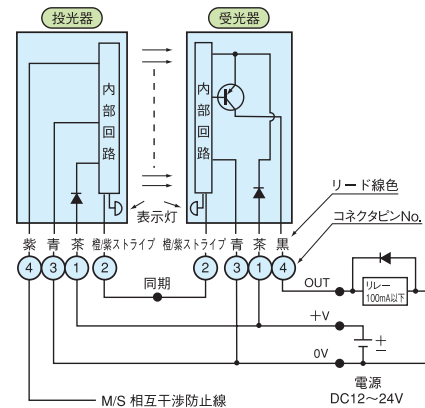 投光器
受光器
内部回路
内部回路
表示灯
リード線色
コネクタピンNo.
紫 青 茶 橙/紫ストライプ 橙/紫ストライプ 青 茶 黒
4 3 1 2 2 3 1 4
同期
OUT
リレー
100mA以下
+V
0V
+
−
電源
DC12〜24V
M/S 相互干渉防止線